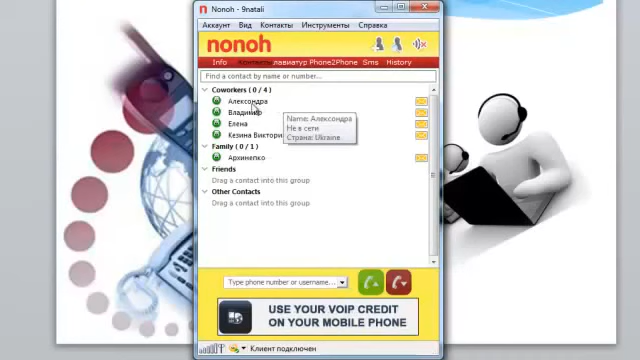 Nonoh - 9natali
Аккаунт Вид Контакты Инструменты Справка
nonoh
Info Контакты лавиатур Phone2Phone Sms History
Find a contact by name or number...
Coworkers ( 0 / 4 )
Александра
Владимир
Елена
Кезина Виктори
Name: Александра
Не в сети
Страна: Ukraine
Family ( 0 / 1 )
Архипелко
Friends
Drag a contact into this group
Other Contacts
Drag a contact into this group
Type phone number or username...
USE YOUR VOIP CREDIT
ON YOUR MOBILE PHONE
Клиент подключен